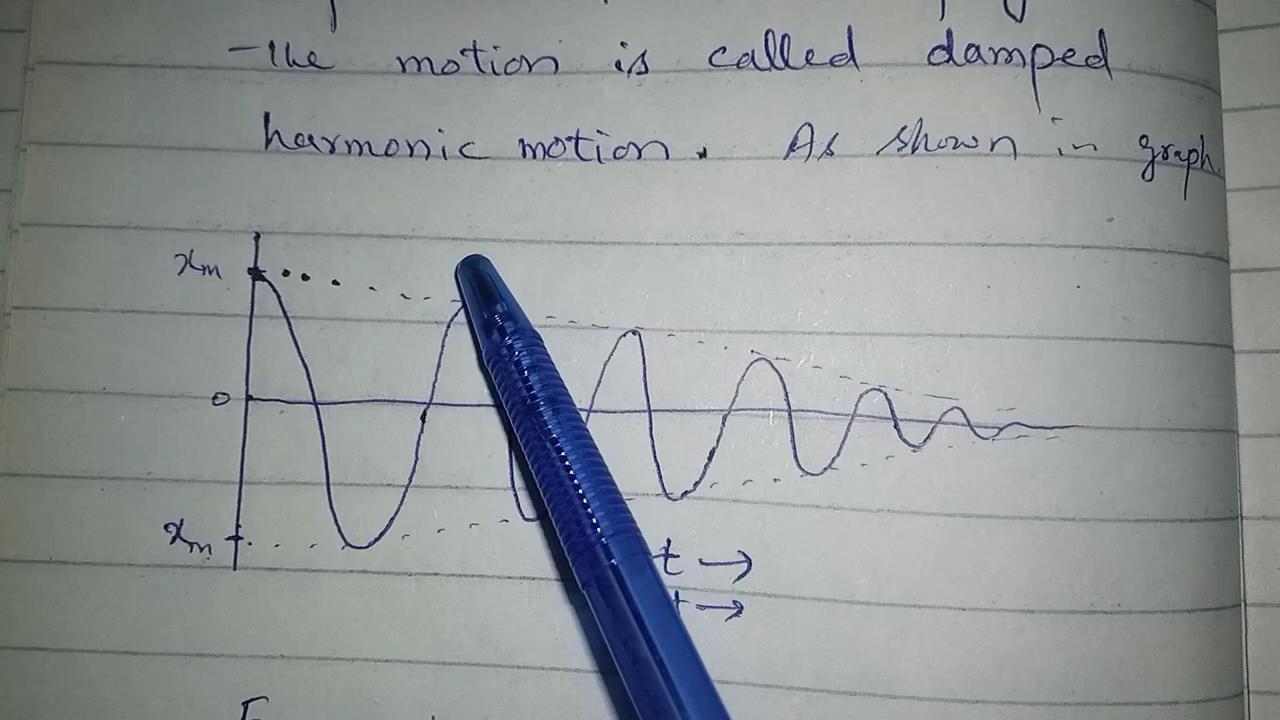 the motion is called damped
harmonic motion. As shown in graph
xm
0
xm
t →
t →